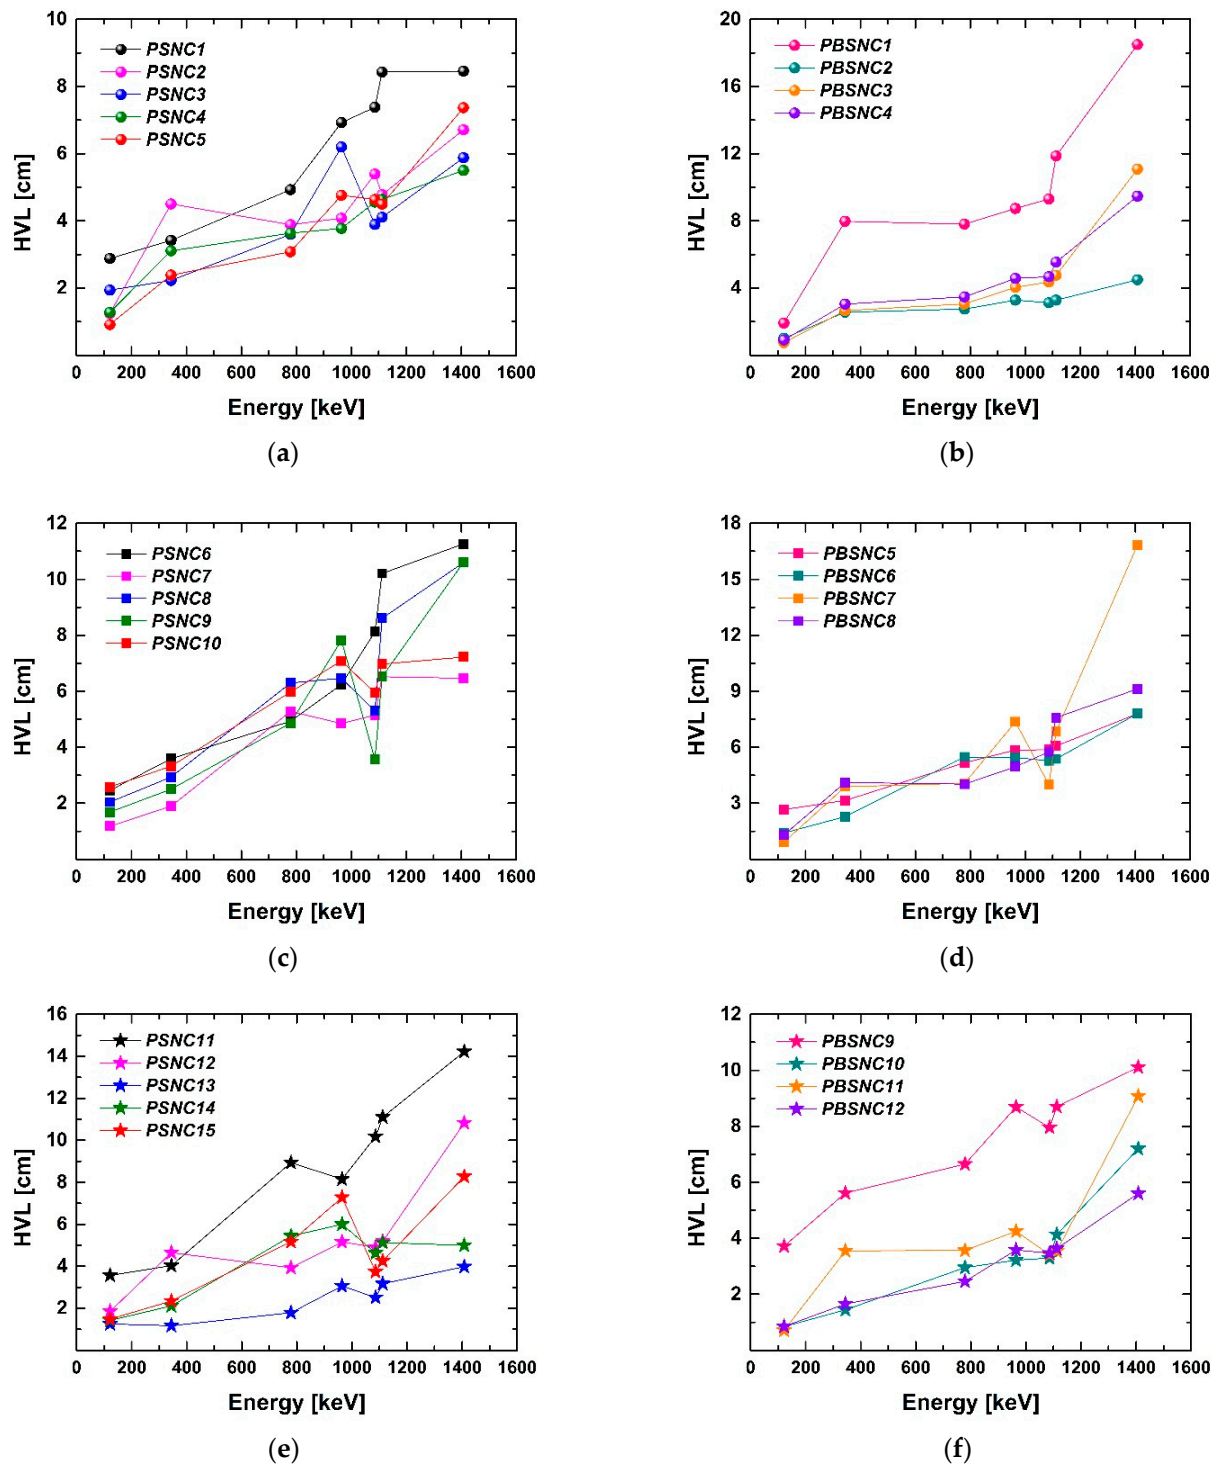 10
8
6
4
2
HVL [cm]
PSNC1
PSNC2
PSNC3
PSNC4
PSNC5
0 200 400 600 800 1000 1200 1400 1600
Energy [keV]
(a)
20
16
12
8
4
HVL [cm]
PBSNC1
PBSNC2
PBSNC3
PBSNC4
0 200 400 600 800 1000 1200 1400 1600
Energy [keV]
(b)
12
10
8
6
4
2
HVL [cm]
PSNC6
PSNC7
PSNC8
PSNC9
PSNC10
0 200 400 600 800 1000 1200 1400 1600
Energy [keV]
(c)
18
15
12
9
6
3
HVL [cm]
PBSNC5
PBSNC6
PBSNC7
PBSNC8
0 200 400 600 800 1000 1200 1400 1600
Energy [keV]
(d)
16
14
12
10
8
6
4
2
HVL [cm]
PSNC11
PSNC12
PSNC13
PSNC14
PSNC15
0 200 400 600 800 1000 1200 1400 1600
Energy [keV]
(e)
12
10
8
6
4
2
HVL [cm]
PBSNC9
PBSNC10
PBSNC11
PBSNC12
0 200 400 600 800 1000 1200 1400 1600
Energy [keV]
(f)